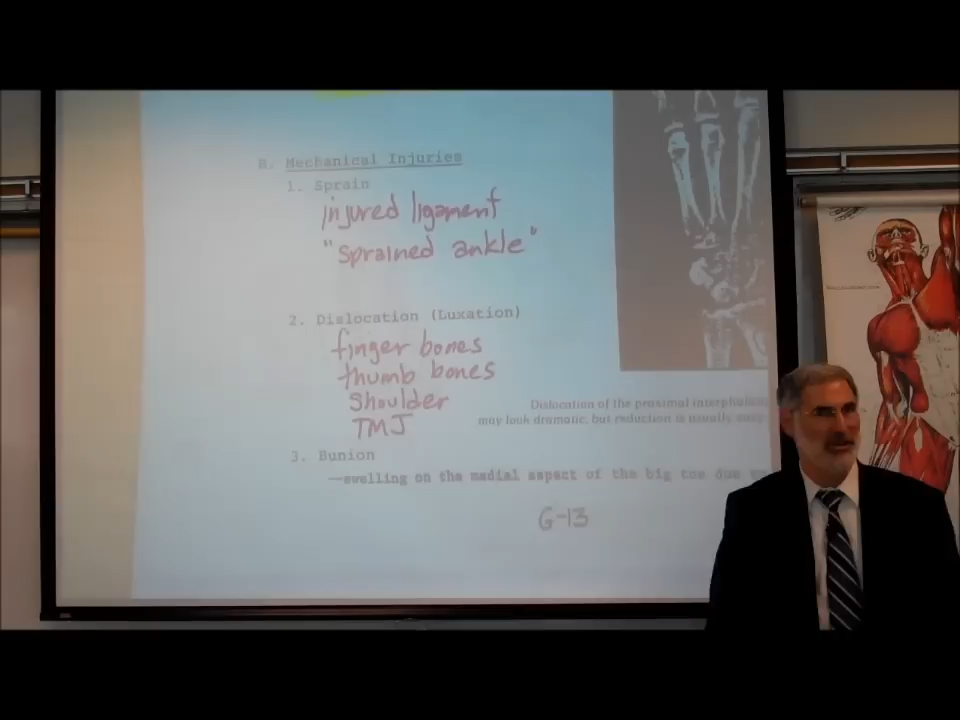 B. Mechanical Injuries
1. Sprain
injured ligament
"sprained ankle"
2. Dislocation (Luxation)
finger bones
thumb bones
Shoulder
TMJ
Dislocation of the proximal
may look dramatic, but reduction is usually easy
3. Bunion
—swelling on the medial aspect of the big toe due
G-13